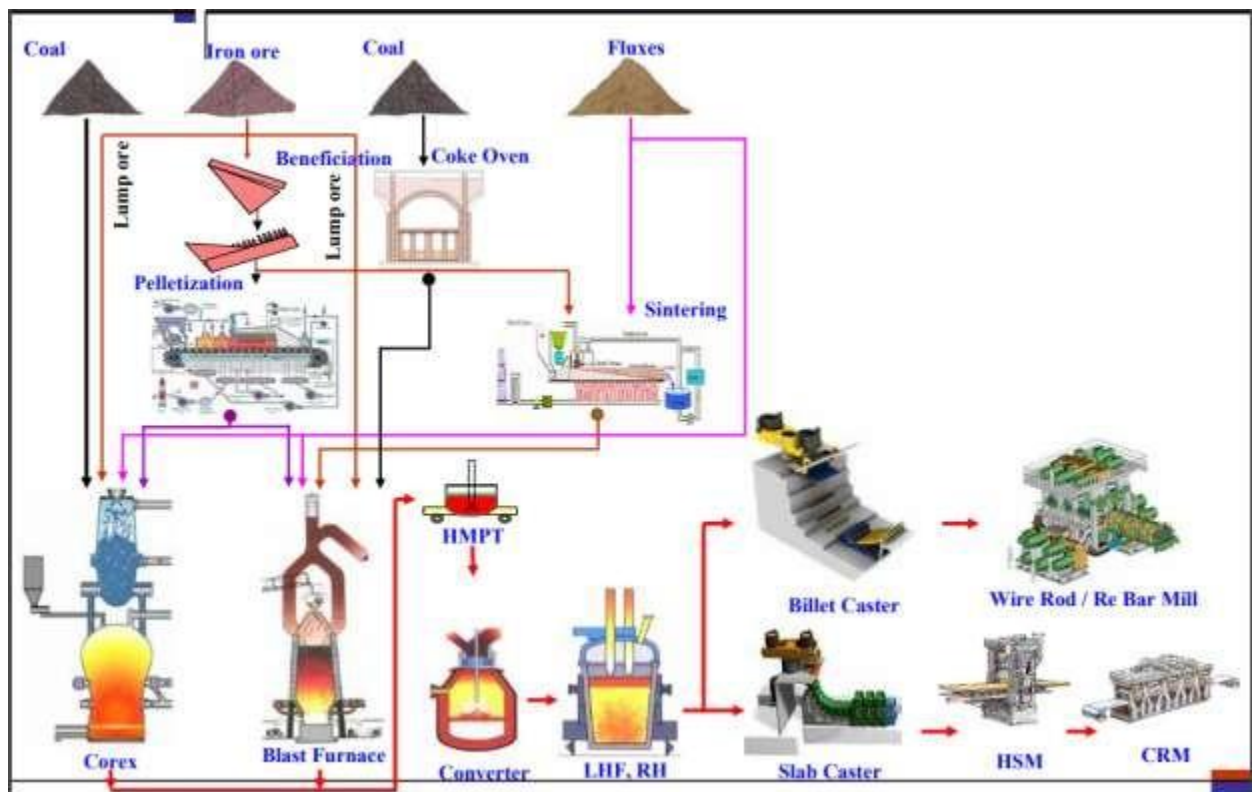 Coal
Iron ore
Coal
Fluxes
Lump ore
Beneficiation
Lump ore
Coke Oven
Pelletization
Sintering
HMPT
Billet Caster
Wire Rod / Re Bar Mill
Corex
Blast Furnace
Converter
LHF, RH
Slab Caster
HSM
CRM